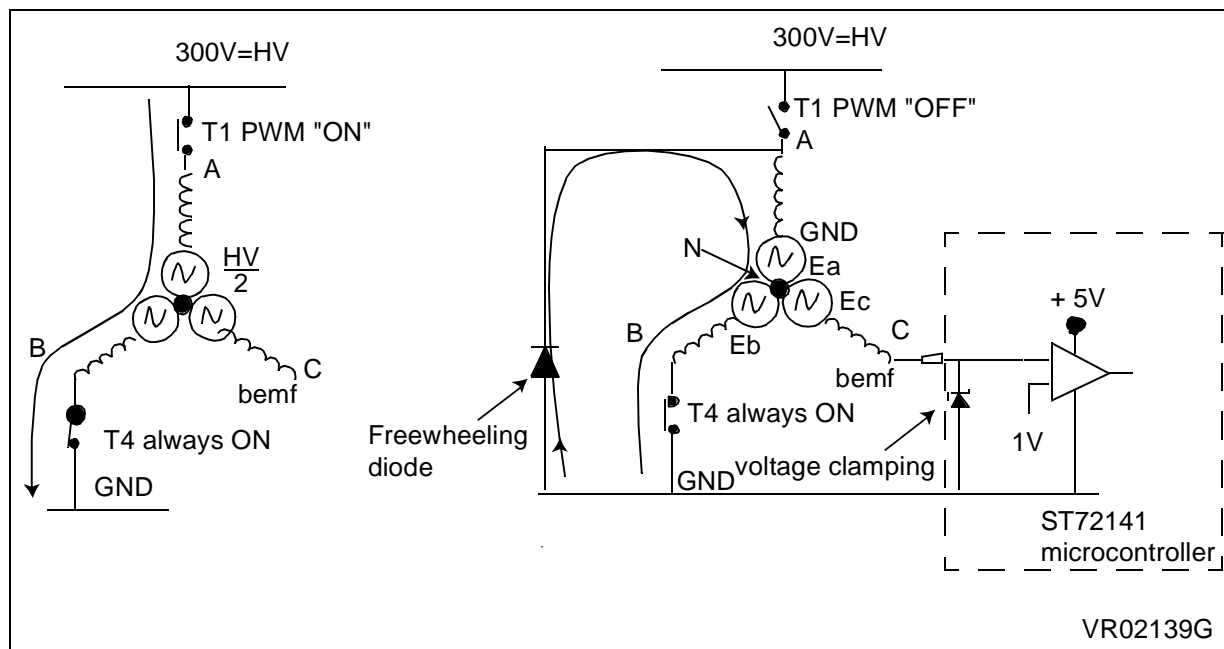 300V=HV
T1 PWM "ON"
A
HV
2
B
C
bemf
T4 always ON
GND
300V=HV
T1 PWM "OFF"
A
N
GND
Ea
Ec
+ 5V
B
Eb
C
bemf
Freewheeling
diode
T4 always ON
1V
voltage clamping
GND
ST72141
microcontroller
VR02139G